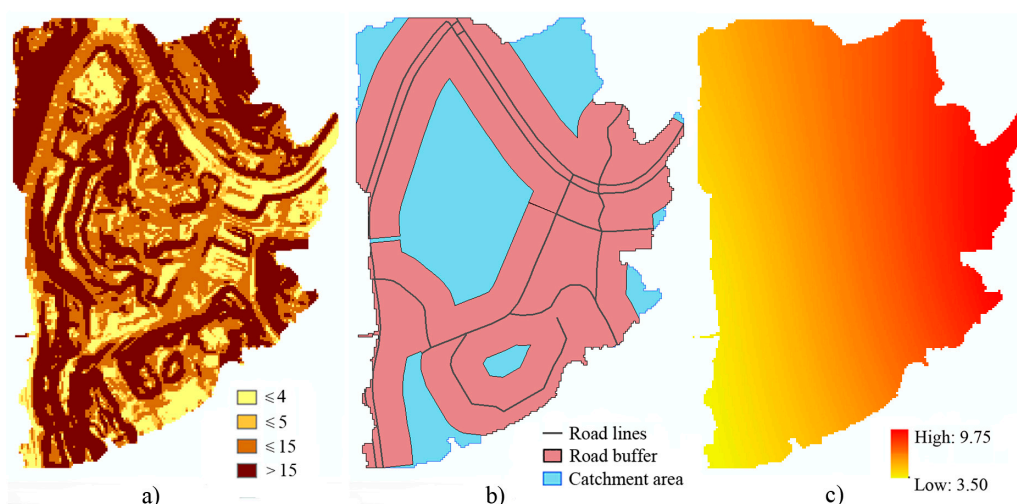 ⩽ 4
⩽ 5
⩽ 15
> 15
a)
Road lines
Road buffer
Catchment area
b)
High: 9.75
Low: 3.50
c)